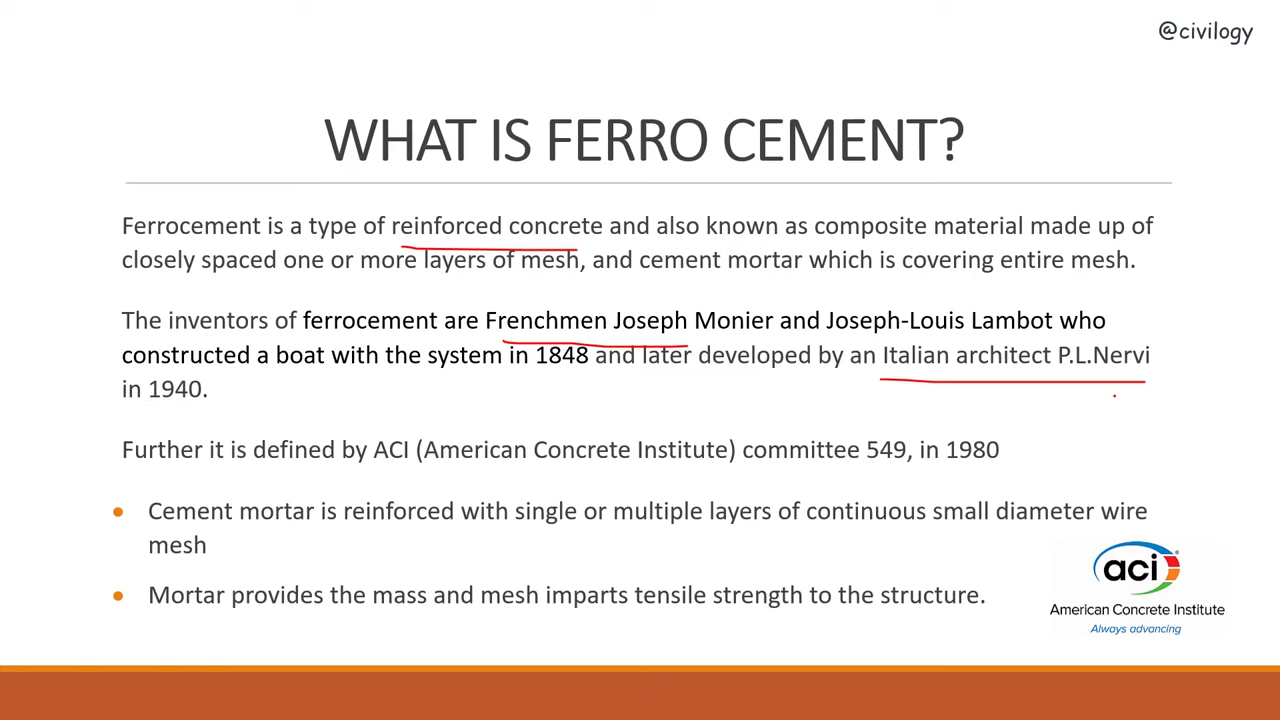 @civilogy
WHAT IS FERRO CEMENT?
Ferrocement is a type of reinforced concrete and also known as composite material made up of
closely spaced one or more layers of mesh, and cement mortar which is covering entire mesh.
The inventors of ferrocement are Frenchmen Joseph Monier and Joseph-Louis Lambot who
constructed a boat with the system in 1848 and later developed by an Italian architect P.L.Nervi
in 1940.
Further it is defined by ACI (American Concrete Institute) committee 549, in 1980
Cement mortar is reinforced with single or multiple layers of continuous small diameter wire
mesh
Mortar provides the mass and mesh imparts tensile strength to the structure.
aci
American Concrete Institute
Always advancing